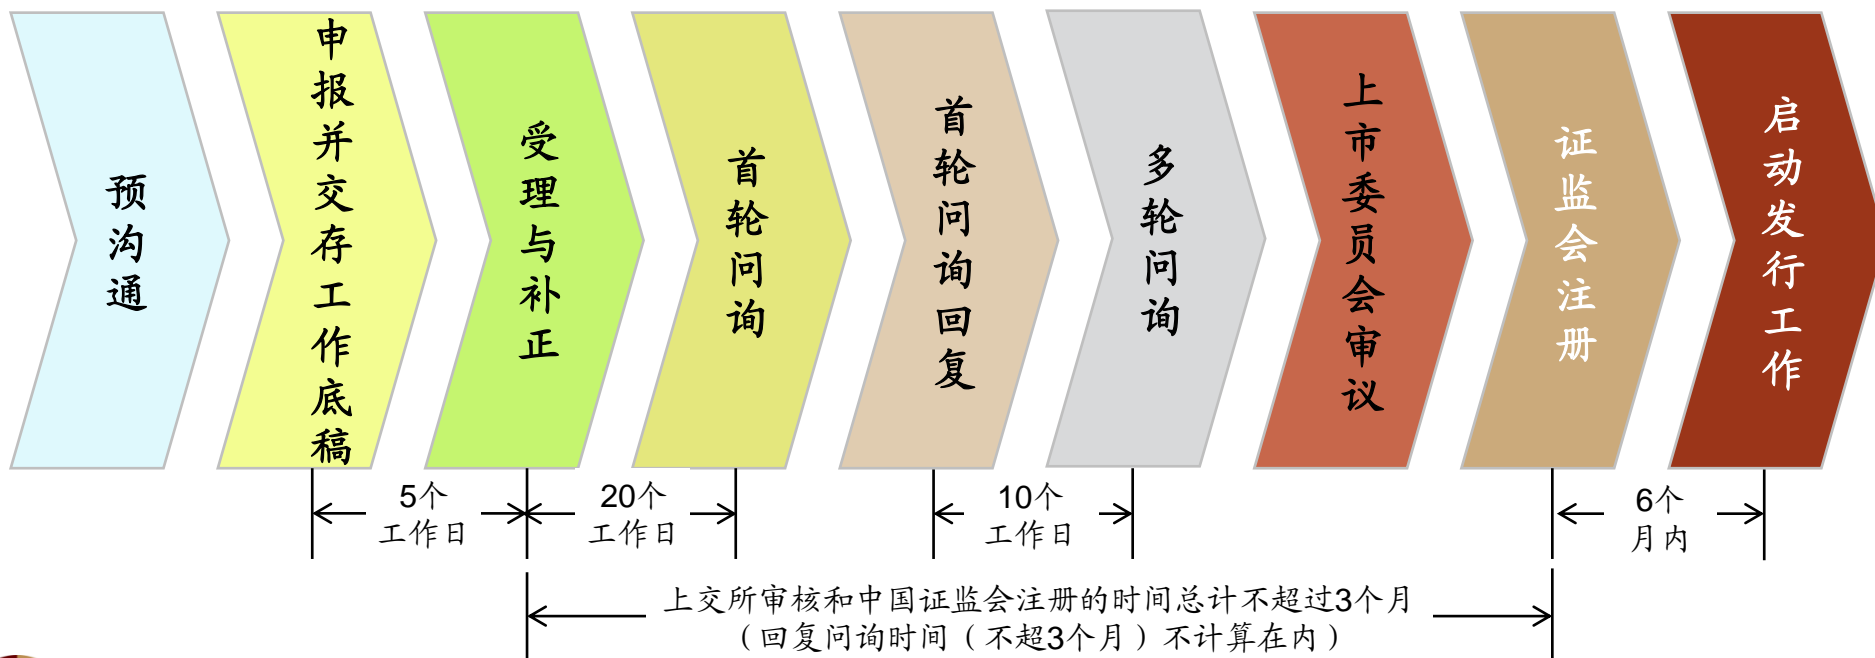 预沟通
申报并交存工作底稿
受理与补正
首轮问询
首轮问询回复
多轮问询
上市委员会审议
证监会注册
启动发行工作
5个
工作日
20个
工作日
10个
工作日
6个
月内
上交所审核和中国证监会注册的时间总计不超过3个月
（回复问询时间（不超3个月）不计算在内）